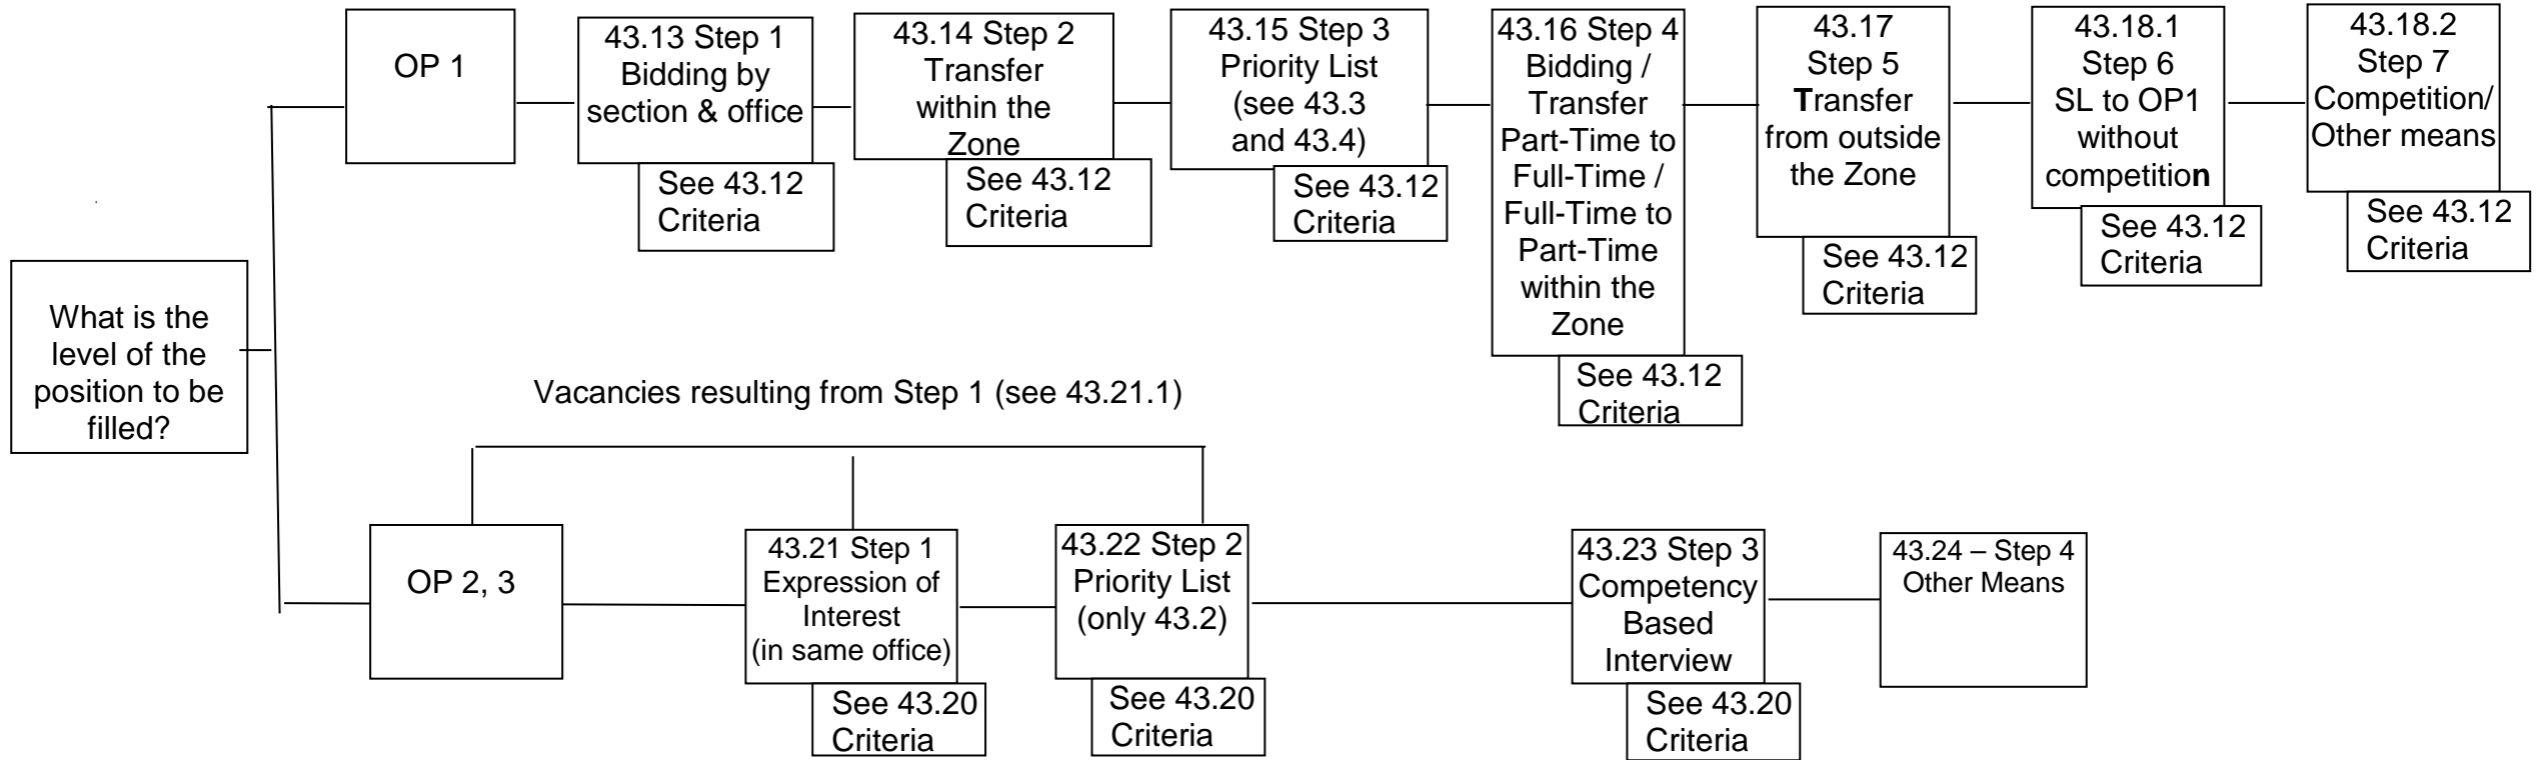 OP 1
43.13 Step 1
Bidding by
section & office
See 43.12
Criteria
43.14 Step 2
Transfer
within the
Zone
See 43.12
Criteria
43.15 Step 3
Priority List
(see 43.3
and 43.4)
See 43.12
Criteria
43.16 Step 4
Bidding /
Transfer
Part-Time to
Full-Time /
Full-Time to
Part-Time
within the
Zone
See 43.12
Criteria
43.17
Step 5
Transfer
from outside
the Zone
See 43.12
Criteria
43.18.1
Step 6
SL to OP1
without
competition
See 43.12
Criteria
43.18.2
Step 7
Competition/
Other means
See 43.12
Criteria
What is the
level of the
position to be
filled?
Vacancies resulting from Step 1 (see 43.21.1)
OP 2, 3
43.21 Step 1
Expression of
Interest
(in same office)
See 43.20
Criteria
43.22 Step 2
Priority List
(only 43.2)
See 43.20
Criteria
43.23 Step 3
Competency
Based
Interview
See 43.20
Criteria
43.24 – Step 4
Other Means